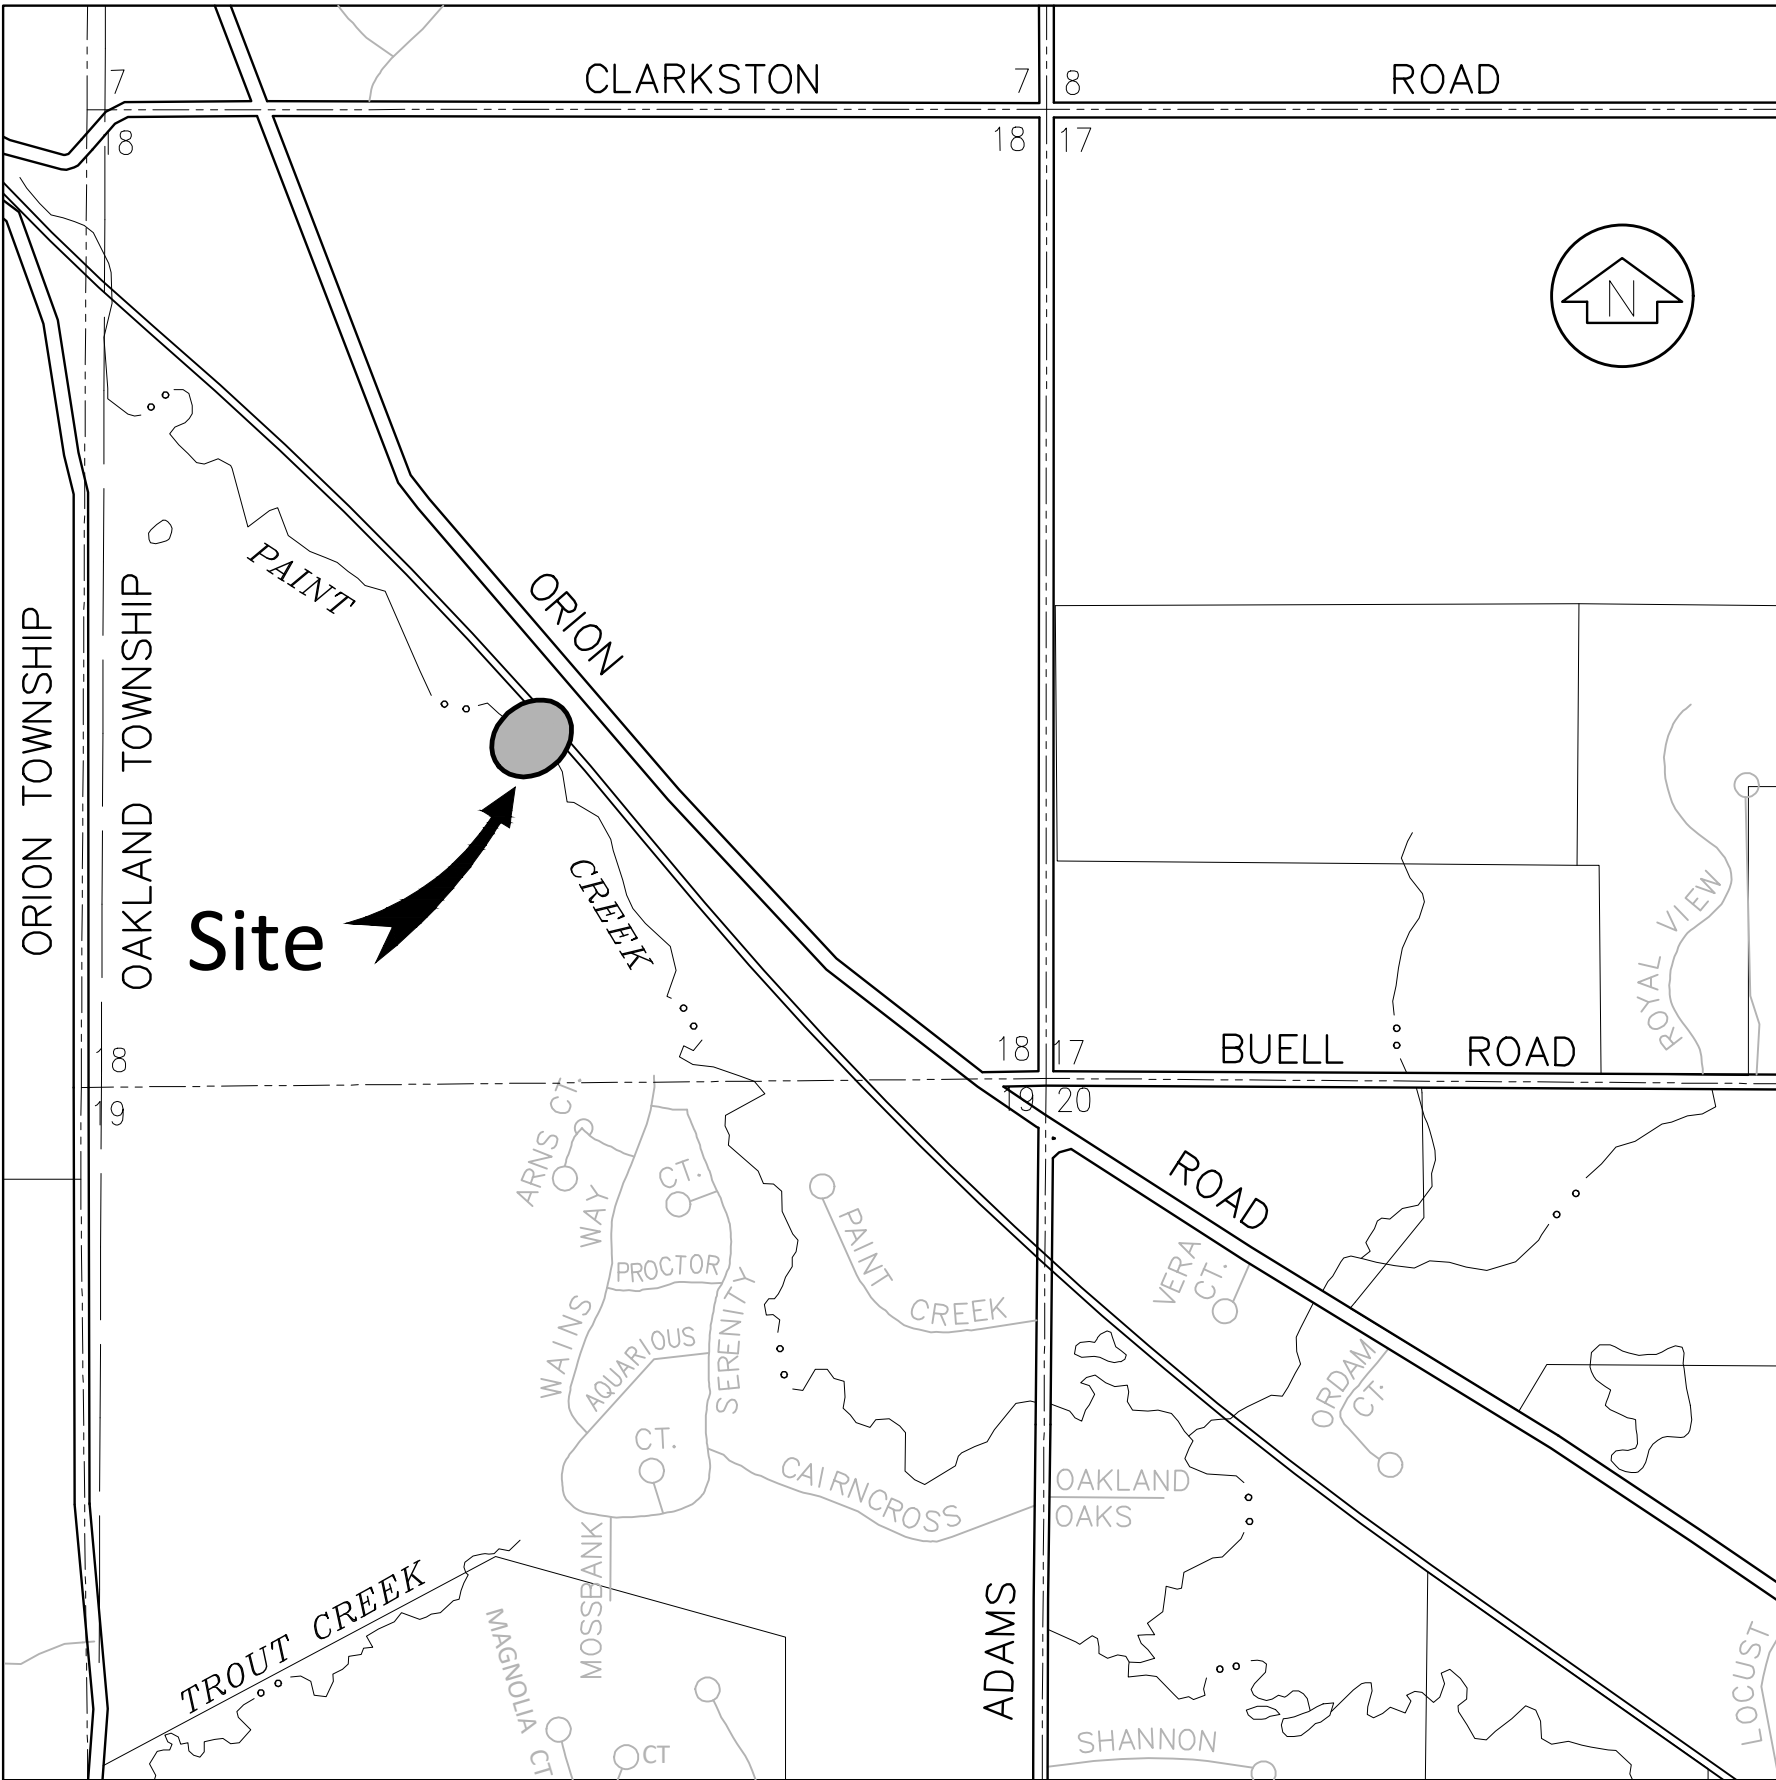 CLARKSTON ROAD
7
7 8
8
18 17
N
PAINT
ORION
ORION TOWNSHIP
OAKLAND TOWNSHIP
Site
CREEK
ROYAL VIEW
BUELL ROAD
18
18 17
19
19 20
ARNS CT.
CT.
WAINS WAY
PROCTOR
SERENITY
AQUARIOUS
CT.
PAINT CREEK
ROAD
VERA CT.
ORDAM CT.
CAIRNCROSS
OAKLAND
OAKS
MOSSBANK
TROUT CREEK
MAGNOLIA CT
CT
ADAMS
SHANNON
LOCUST